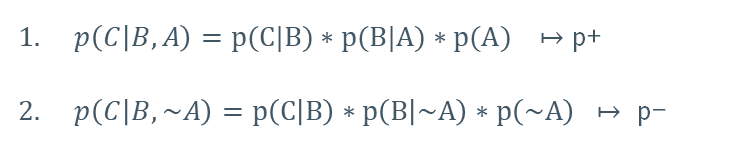 1. p(C|B, A) = p(C|B) * p(B|A) * p(A) ↦ p+
2. p(C|B, ~A) = p(C|B) * p(B|~A) * p(~A) ↦ p−